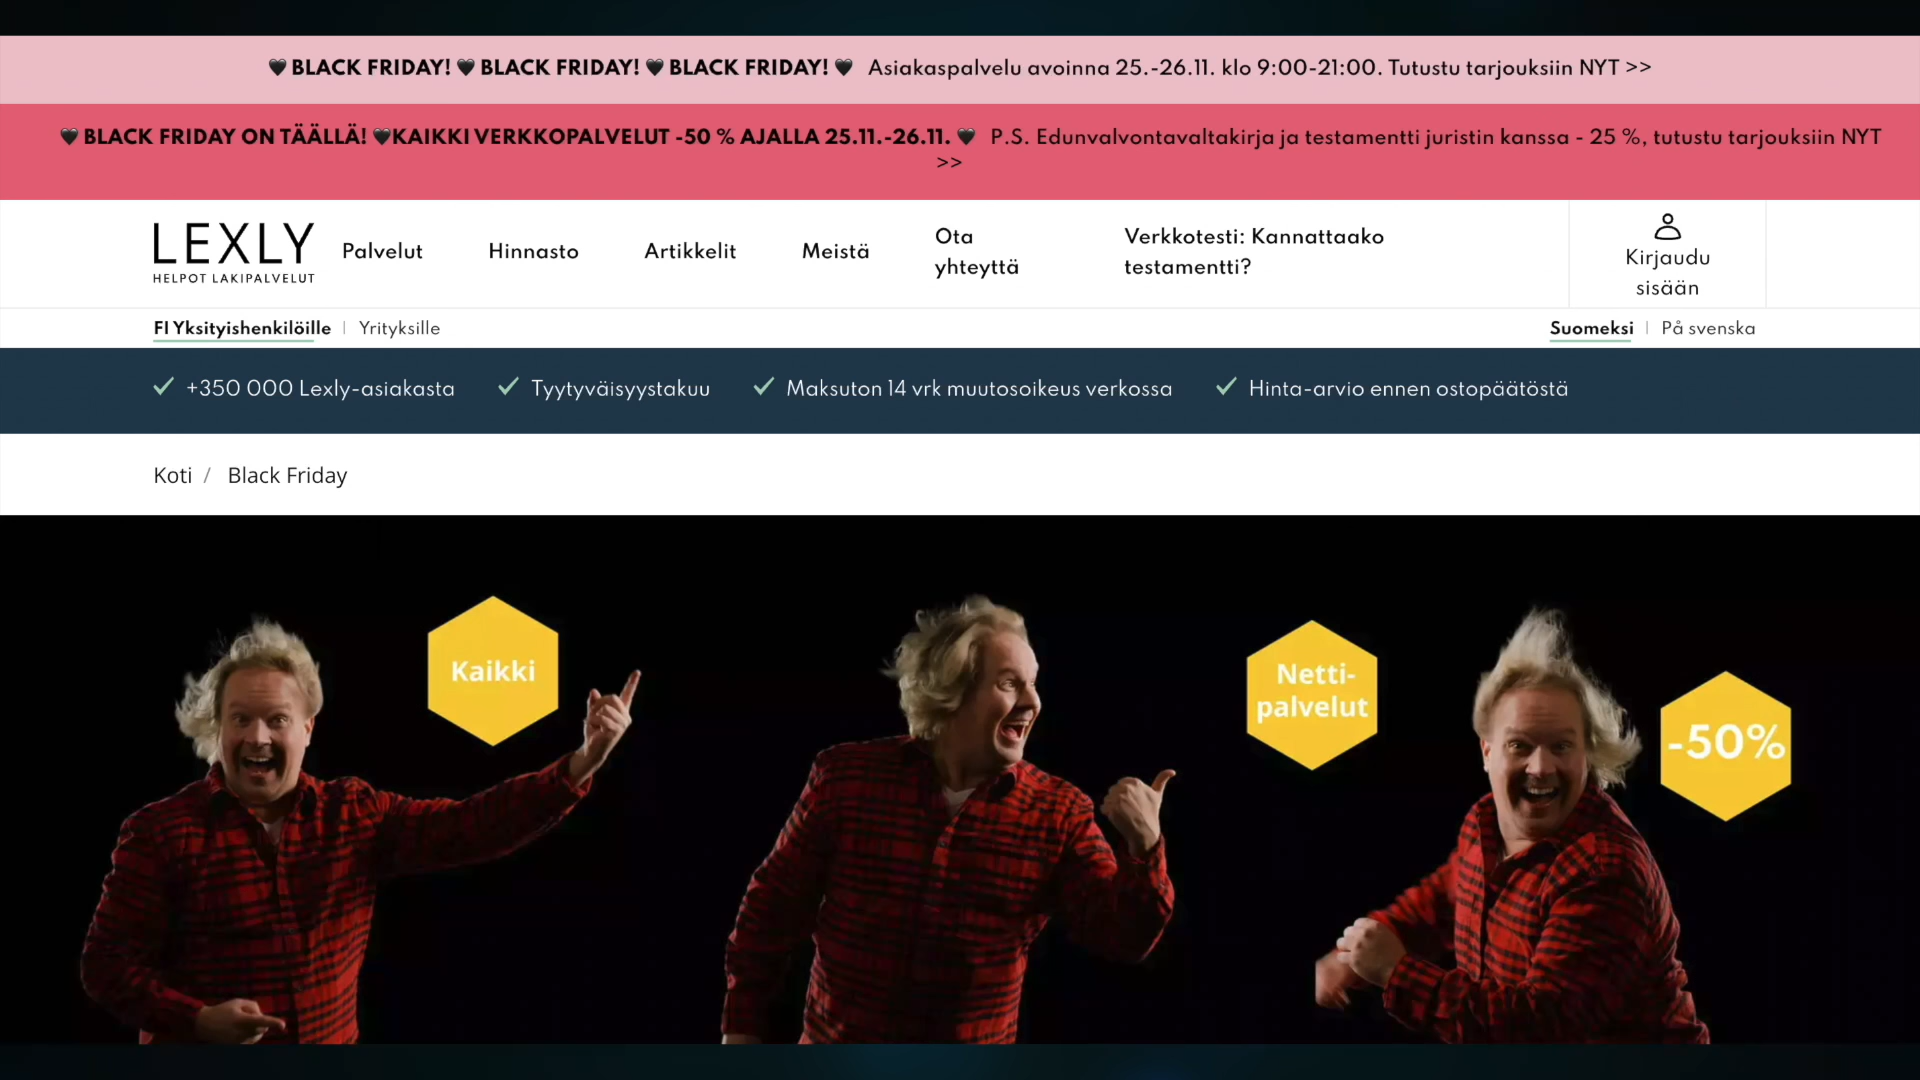 🖤 BLACK FRIDAY! 🖤 BLACK FRIDAY! 🖤 BLACK FRIDAY! 🖤 Asiakaspalvelu avoinna 25.-26.11. klo 9:00-21:00. Tutustu tarjouksiin NYT >>
🖤 BLACK FRIDAY ON TÄÄLLÄ! 🖤KAIKKI VERKKOPALVELUT -50 % AJALLA 25.11.-26.11. 🖤 P.S. Edunvalvontavaltakirja ja testamentti juristin kanssa - 25 %, tutustu tarjouksiin NYT
>>
LEXLY
HELPOT LAKIPALVELUT
Palvelut
Hinnasto
Artikkelit
Meistä
Ota
yhteyttä
Verkkotesti: Kannattaako
testamentti?
Kirjaudu
sisään
FI Yksityishenkilöille | Yrityksille
Suomeksi | På svenska
+350 000 Lexly-asiakasta
Tyytyväisyystakuu
Maksuton 14 vrk muutosoikeus verkossa
Hinta-arvio ennen ostopäätöstä
Koti / Black Friday
Kaikki
Netti-
palvelut
-50%